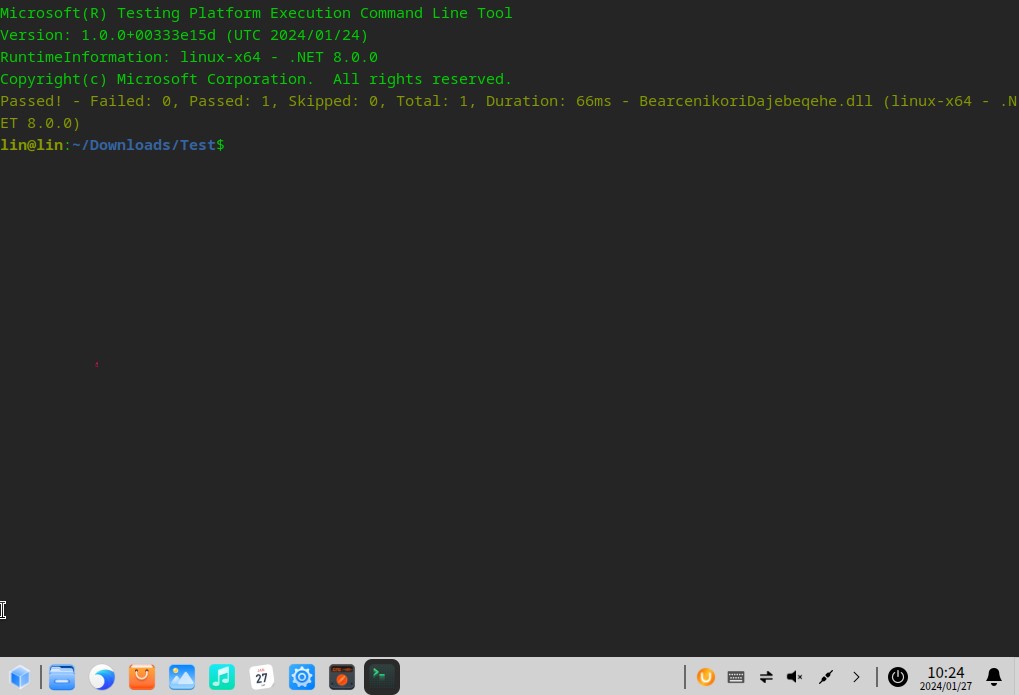 Microsoft(R) Testing Platform Execution Command Line Tool
Version: 1.0.0+00333e15d (UTC 2024/01/24)
RuntimeInformation: linux-x64 - .NET 8.0.0
Copyright(c) Microsoft Corporation.  All rights reserved.
Passed! - Failed: 0, Passed: 1, Skipped: 0, Total: 1, Duration: 66ms - BearcenikoriDajebeqehe.dll (linux-x64 - .N
ET 8.0.0)
lin@lin:~/Downloads/Test$
27
10:24
2024/01/27